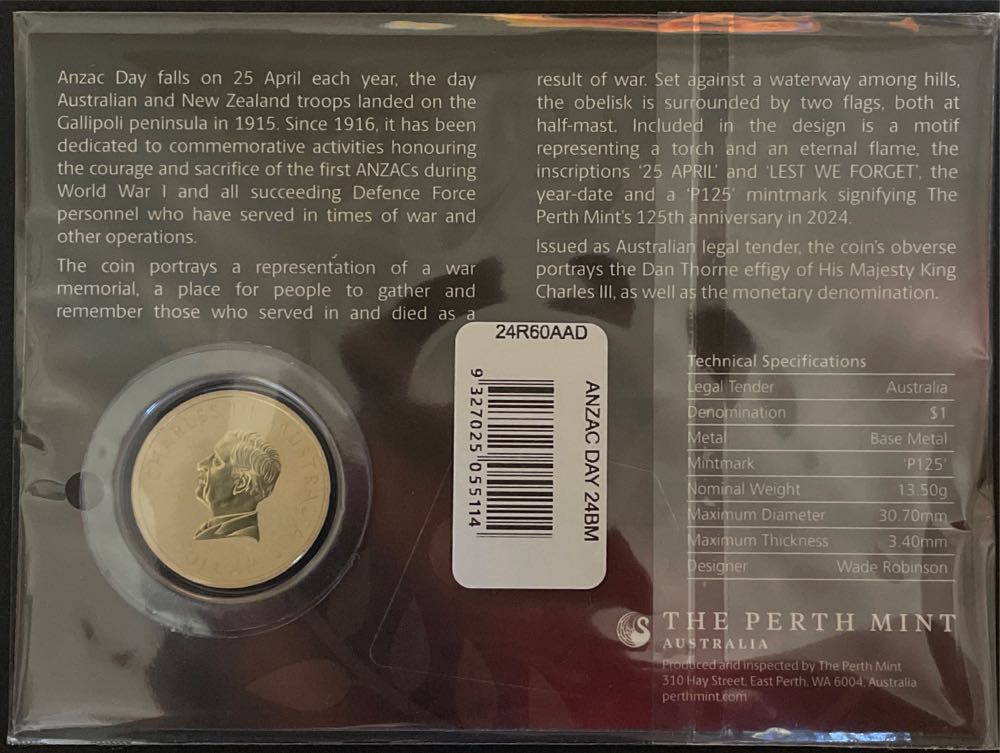 Anzac Day falls on 25 April each year, the day
Australian and New Zealand troops landed on the
Gallipoli peninsula in 1915. Since 1916, it has been
dedicated to commemorative activities honouring
the courage and sacrifice of the first ANZACs during
World War I and all succeeding Defence Force
personnel who have served in times of war and
other operations.
The coin portrays a representation of a war
memorial, a place for people to gather and
remember those who served in and died as a
result of war. Set against a waterway among hills,
the obelisk is surrounded by two flags, both at
half-mast. Included in the design is a motif
representing a torch and an eternal flame, the
inscriptions '25 APRIL' and 'LEST WE FORGET', the
year-date and a 'P125' mintmark signifying The
Perth Mint's 125th anniversary in 2024.
Issued as Australian legal tender, the coin's obverse
portrays the Dan Thorne effigy of His Majesty King
Charles III, as well as the monetary denomination.
24R60AAD
9 327025 055114
ANZAC DAY 24BM
CHARLES III AUSTRALIA
Technical Specifications
Legal Tender Australia
Denomination $1
Metal Base Metal
Mintmark 'P125'
Nominal Weight 13.50g
Maximum Diameter 30.70mm
Maximum Thickness 3.40mm
Designer Wade Robinson
THE PERTH MINT
AUSTRALIA
Produced and inspected by The Perth Mint
310 Hay Street, East Perth, WA 6004, Australia
perthmint.com